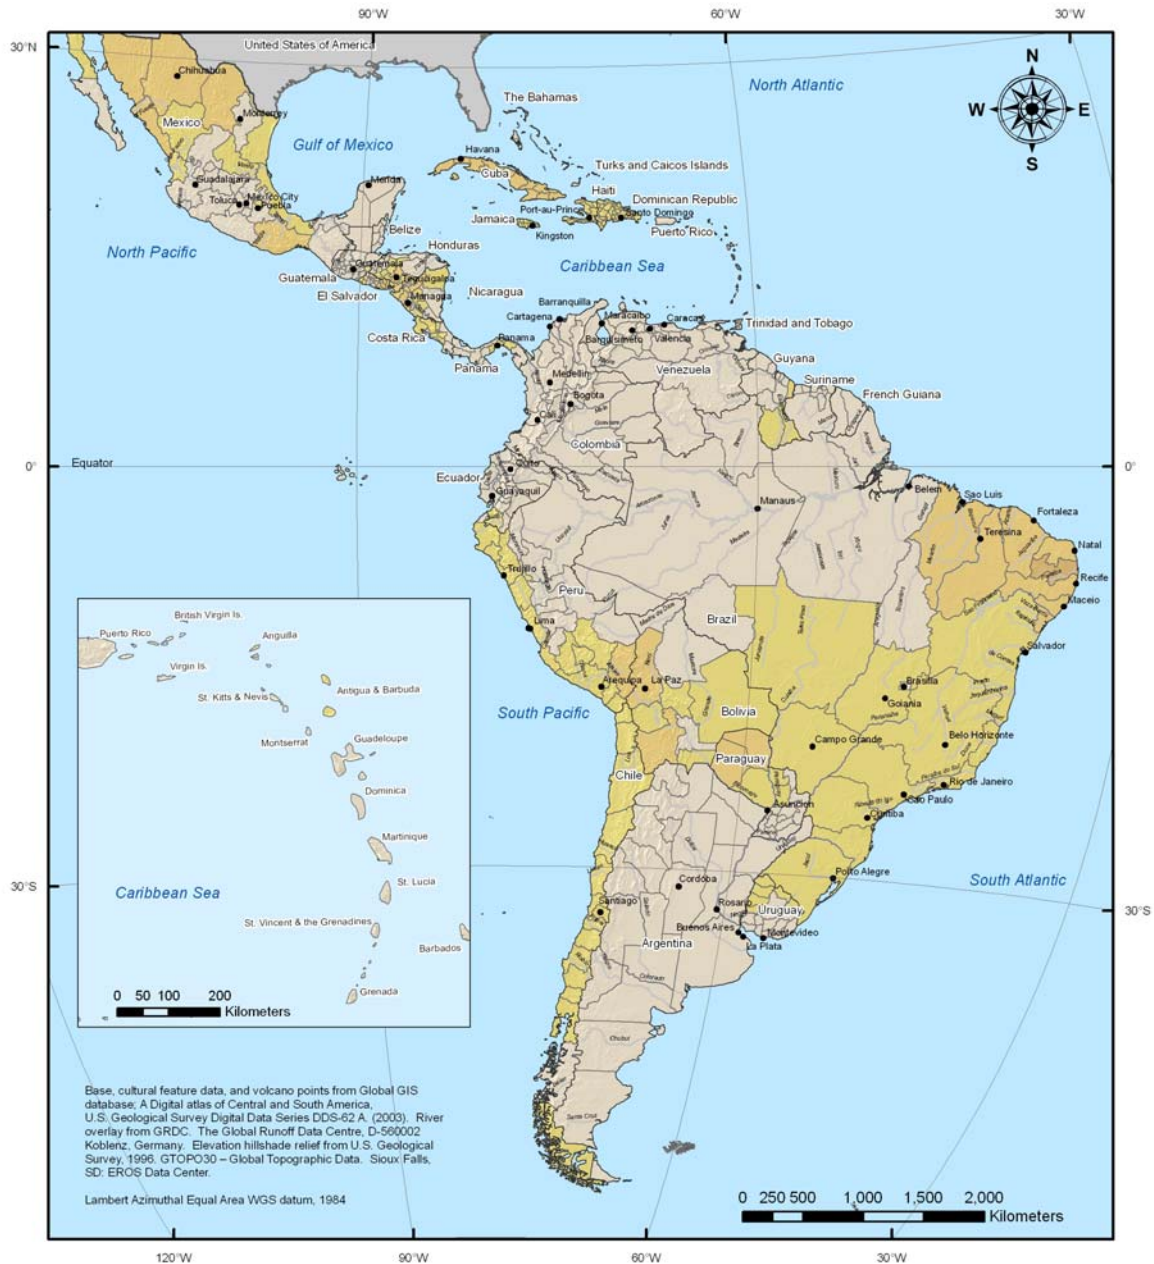 90°W
60°W
30°W
30°N
United States of America
North Atlantic
N
W
E
S
Chihuahua
The Bahamas
Monterrey
Mexico
Gulf of Mexico
Havana
Turks and Caicos Islands
Cuba
Guadalajara
Merida
Haiti
Dominican Republic
Toluca
Mexico City
Puebla
Port-au-Prince
Santo Domingo
Jamaica
Kingston
Puerto Rico
Belize
North Pacific
Honduras
Caribbean Sea
Guatemala
Guatemala
Tegucigalpa
El Salvador
Managua
Nicaragua
Barranquilla
Cartagena
Maracaibo
Caracas
Trinidad and Tobago
Costa Rica
Panama
Barquisimeto
Valencia
Panama
Guyana
Venezuela
Medellin
Suriname
French Guiana
Bogota
Cali
Colombia
0°
Equator
Quito
0°
Ecuador
Guayaquil
Belem
Sao Luis
Manaus
Fortaleza
Teresina
Natal
Trujillo
Recife
Peru
Maceio
Lima
Madre de Dios
Brazil
Salvador
Arequipa
La Paz
Brasilia
Goiania
South Pacific
Bolivia
Campo Grande
Belo Horizonte
Paraguay
Chile
Rio de Janeiro
Asuncion
Sao Paulo
Curitiba
Cordoba
Porto Alegre
South Atlantic
30°S
Santiago
Rosario
Uruguay
30°S
Buenos Aires
Montevideo
La Plata
Argentina
Colorado
Chubut
Santa Cruz
British Virgin Is.
Puerto Rico
Anguilla
Virgin Is.
St. Kitts & Nevis
Antigua & Barbuda
Montserrat
Guadeloupe
Dominica
Martinique
Caribbean Sea
St. Lucia
St. Vincent & the Grenadines
Barbados
Grenada
0 50 100 200
Kilometers
Base, cultural feature data, and volcano points from Global GIS
database; A Digital atlas of Central and South America,
U.S. Geological Survey Digital Data Series DDS-62 A (2003). River
overlay from GRDC. The Global Runoff Data Centre, D-560002
Koblenz, Germany. Elevation hillshade relief from U.S. Geological
Survey, 1996. GTOPO30 – Global Topographic Data. Sioux Falls,
SD: EROS Data Center.
Lambert Azimuthal Equal Area WGS datum, 1984
0 250 500 1,000 1,500 2,000
Kilometers
120°W
90°W
60°W
30°W